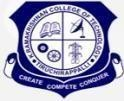 K.RAMAKRISHNAN COLLEGE OF TECHNOLOGY
TIRUCHIRAPPALLI
CREATE COMPETE CONQUER